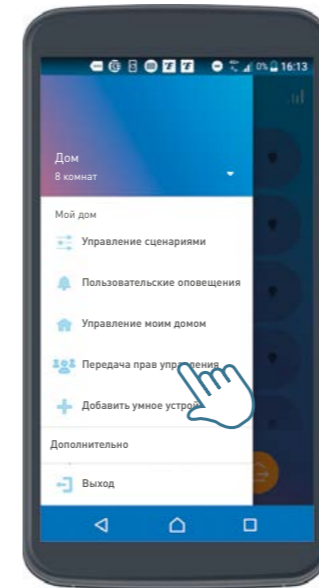 0% 16:13
Дом
8 комнат
Мой дом
Управление сценариями
Пользовательские оповещения
Управление моим домом
Передача прав управления
Добавить умное
Дополнительно
Выход